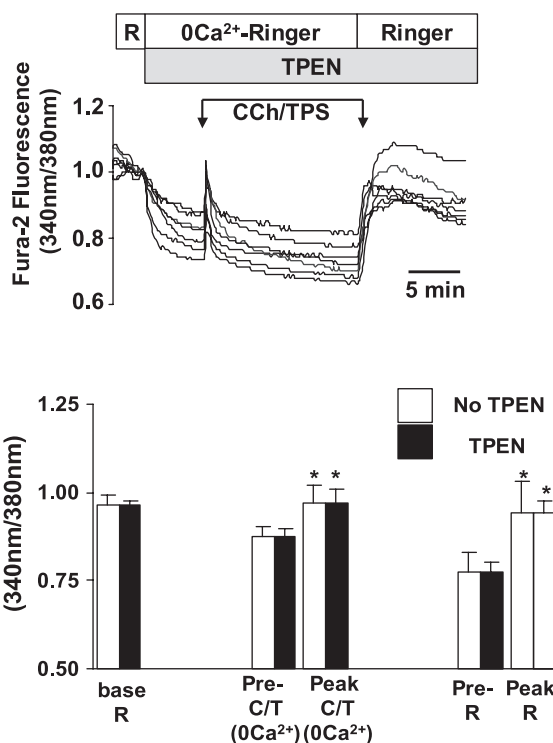 R 0Ca²⁺-Ringer Ringer
TPEN
CCh/TPS
Fura-2 Fluorescence
(340nm/380nm)
1.2
1.0
0.8
0.6
5 min
(340nm/380nm)
1.25
1.00
0.75
0.50
No TPEN
TPEN
* * * *
base
R
Pre-
C/T
(0Ca²⁺)
Peak
C/T
(0Ca²⁺)
Pre-
R
Peak
R